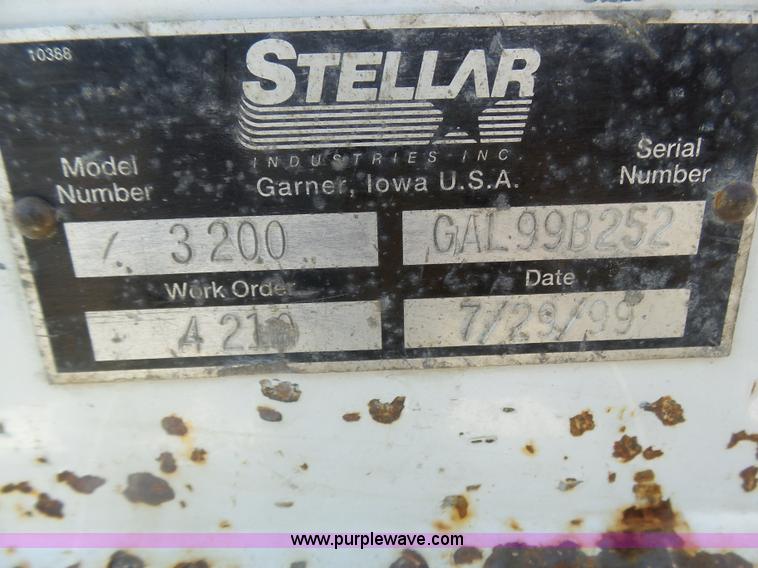 10388
STELLAR
INDUSTRIES INC.
Garner, Iowa U.S.A.
Model Number
Serial Number
3200
GAL99B252
Work Order
Date
7/29/99
www.purplewave.com